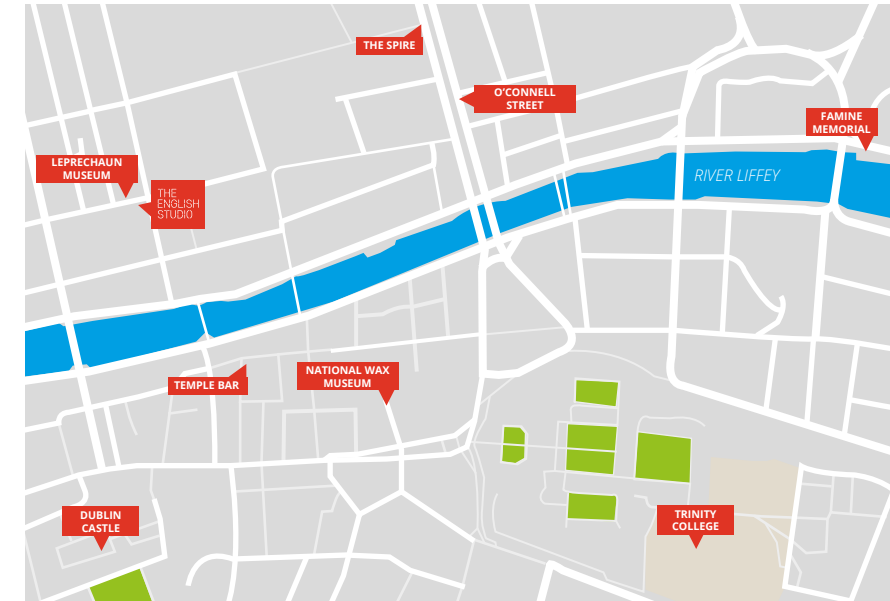 THE SPIRE
O'CONNELL
STREET
FAMINE
MEMORIAL
LEPRECHAUN
MUSEUM
RIVER LIFFEY
THE
ENGLISH
STUDIO
NATIONAL WAX
MUSEUM
TEMPLE BAR
DUBLIN
CASTLE
TRINITY
COLLEGE